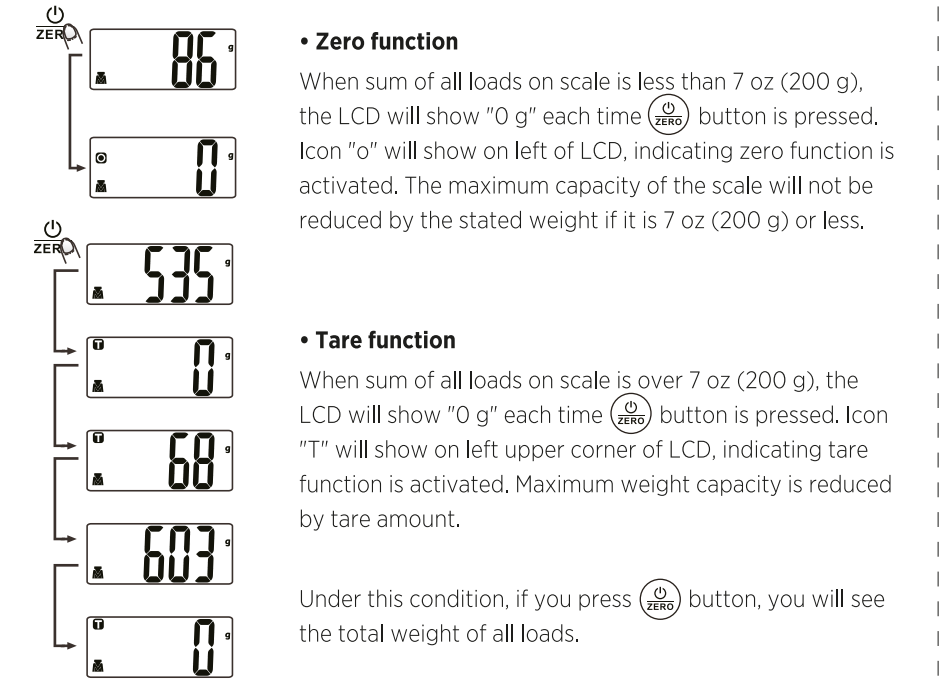 ZERO
86 g
0 g
• Zero function
When sum of all loads on scale is less than 7 oz (200 g),
the LCD will show "0 g" each time ZERO button is pressed.
Icon "o" will show on left of LCD, indicating zero function is
activated. The maximum capacity of the scale will not be
reduced by the stated weight if it is 7 oz (200 g) or less.
ZERO
535 g
T 0 g
T 68 g
603 g
T 0 g
• Tare function
When sum of all loads on scale is over 7 oz (200 g), the
LCD will show "0 g" each time ZERO button is pressed. Icon
"T" will show on left upper corner of LCD, indicating tare
function is activated. Maximum weight capacity is reduced
by tare amount.
Under this condition, if you press ZERO button, you will see
the total weight of all loads.